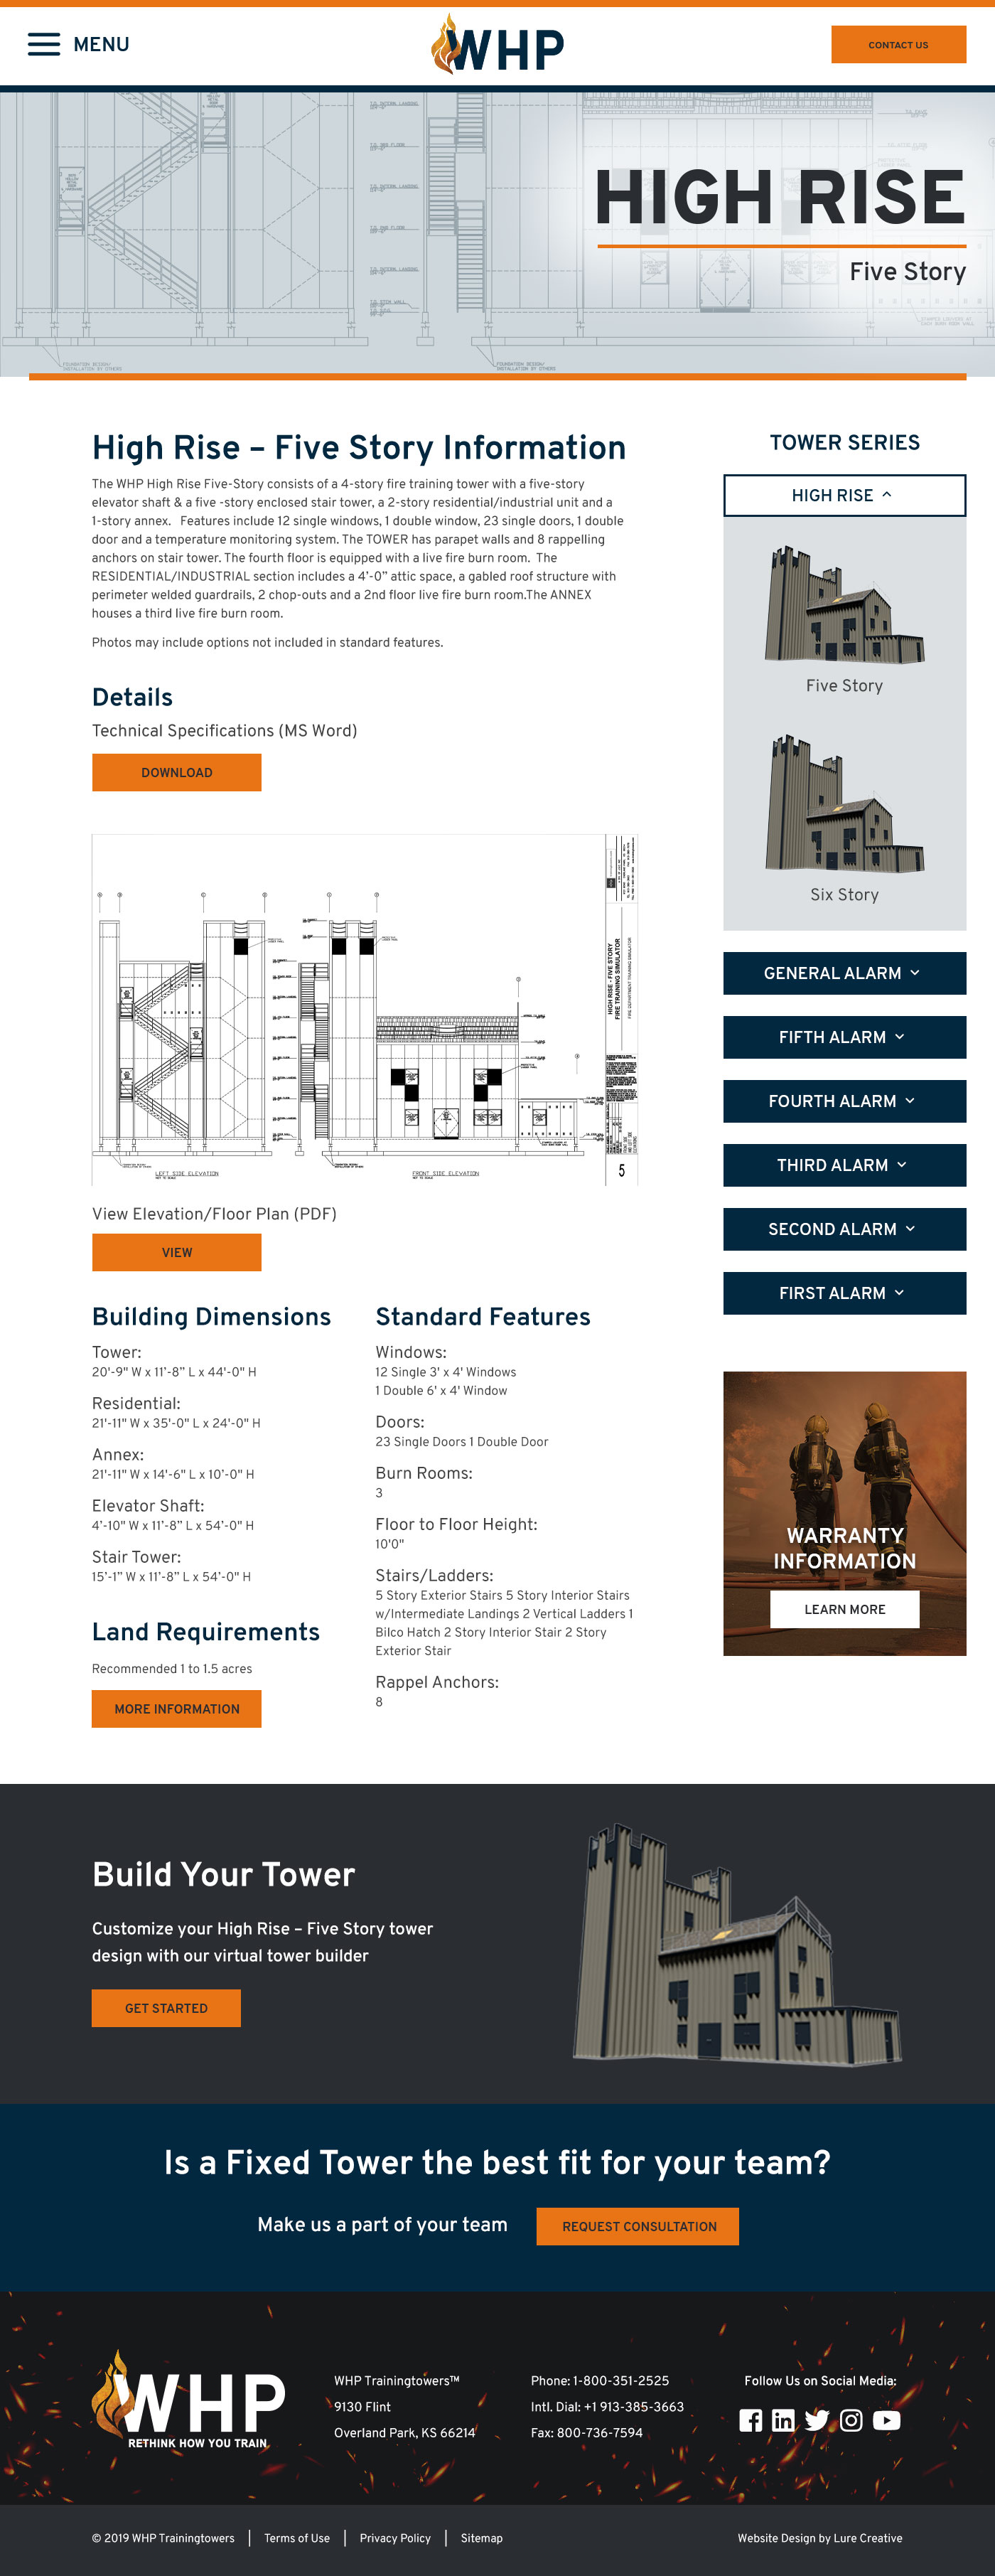 MENU
WHP
CONTACT US
HIGH RISE
Five Story
High Rise – Five Story Information
The WHP High Rise Five-Story consists of a 4-story fire training tower with a five-story
elevator shaft & a five -story enclosed stair tower, a 2-story residential/industrial unit and a
1-story annex.   Features include 12 single windows, 1 double window, 23 single doors, 1 double
door and a temperature monitoring system. The TOWER has parapet walls and 8 rappelling
anchors on stair tower. The fourth floor is equipped with a live fire burn room.  The
RESIDENTIAL/INDUSTRIAL section includes a 4’-0” attic space, a gabled roof structure with
perimeter welded guardrails, 2 chop-outs and a 2nd floor live fire burn room.The ANNEX
houses a third live fire burn room.
Photos may include options not included in standard features.
Details
Technical Specifications (MS Word)
DOWNLOAD
HIGH RISE - FIVE STORY
FIRE TRAINING SIMULATOR
FIRE DEPARTMENT TRAINING SIMULATOR
LEFT SIDE ELEVATION
NOT TO SCALE
FRONT SIDE ELEVATION
NOT TO SCALE
5
View Elevation/Floor Plan (PDF)
VIEW
Building Dimensions
Tower:
20'-9" W x 11’-8” L x 44'-0" H
Residential:
21'-11" W x 35'-0" L x 24'-0" H
Annex:
21'-11" W x 14'-6" L x 10’-0" H
Elevator Shaft:
4’-10" W x 11’-8” L x 54’-0" H
Stair Tower:
15’-1” W x 11’-8” L x 54’-0" H
Land Requirements
Recommended 1 to 1.5 acres
MORE INFORMATION
Standard Features
Windows:
12 Single 3' x 4' Windows
1 Double 6' x 4' Window
Doors:
23 Single Doors 1 Double Door
Burn Rooms:
3
Floor to Floor Height:
10'0"
Stairs/Ladders:
5 Story Exterior Stairs 5 Story Interior Stairs
w/Intermediate Landings 2 Vertical Ladders 1
Bilco Hatch 2 Story Interior Stair 2 Story
Exterior Stair
Rappel Anchors:
8
TOWER SERIES
HIGH RISE
Five Story
Six Story
GENERAL ALARM
FIFTH ALARM
FOURTH ALARM
THIRD ALARM
SECOND ALARM
FIRST ALARM
WARRANTY
INFORMATION
LEARN MORE
Build Your Tower
Customize your High Rise – Five Story tower
design with our virtual tower builder
GET STARTED
Is a Fixed Tower the best fit for your team?
Make us a part of your team
REQUEST CONSULTATION
WHP
RETHINK HOW YOU TRAIN
WHP Trainingtowers™
9130 Flint
Overland Park, KS 66214
Phone: 1-800-351-2525
Intl. Dial: +1 913-385-3663
Fax: 800-736-7594
Follow Us on Social Media:
© 2019 WHP Trainingtowers | Terms of Use | Privacy Policy | Sitemap
Website Design by Lure Creative